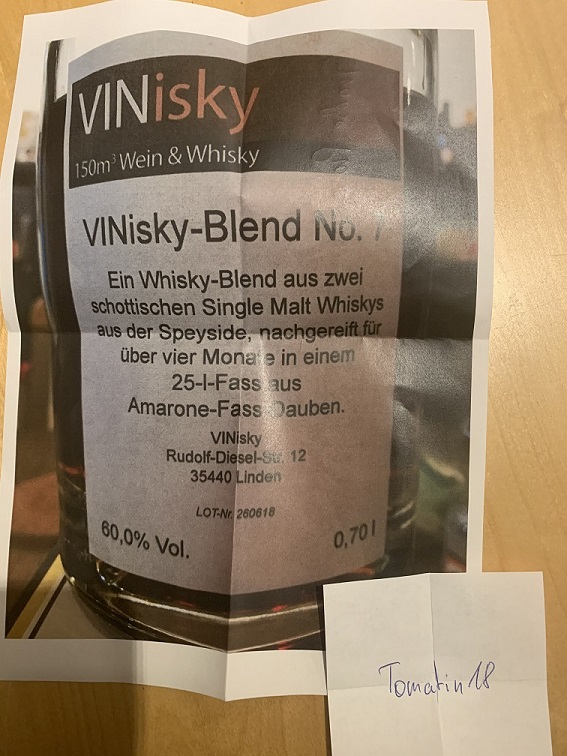 VINisky
150m³ Wein & Whisky
VINisky-Blend No. 7
Ein Whisky-Blend aus zwei
schottischen Single Malt Whiskys
aus der Speyside, nachgereift für
über vier Monate in einem
25-l-Fass aus
Amarone-Fass-Dauben.
VINisky
Rudolf-Diesel-Str. 12
35440 Linden
LOT-Nr. 260618
60,0% Vol.
0,70 l
Tomatin 18